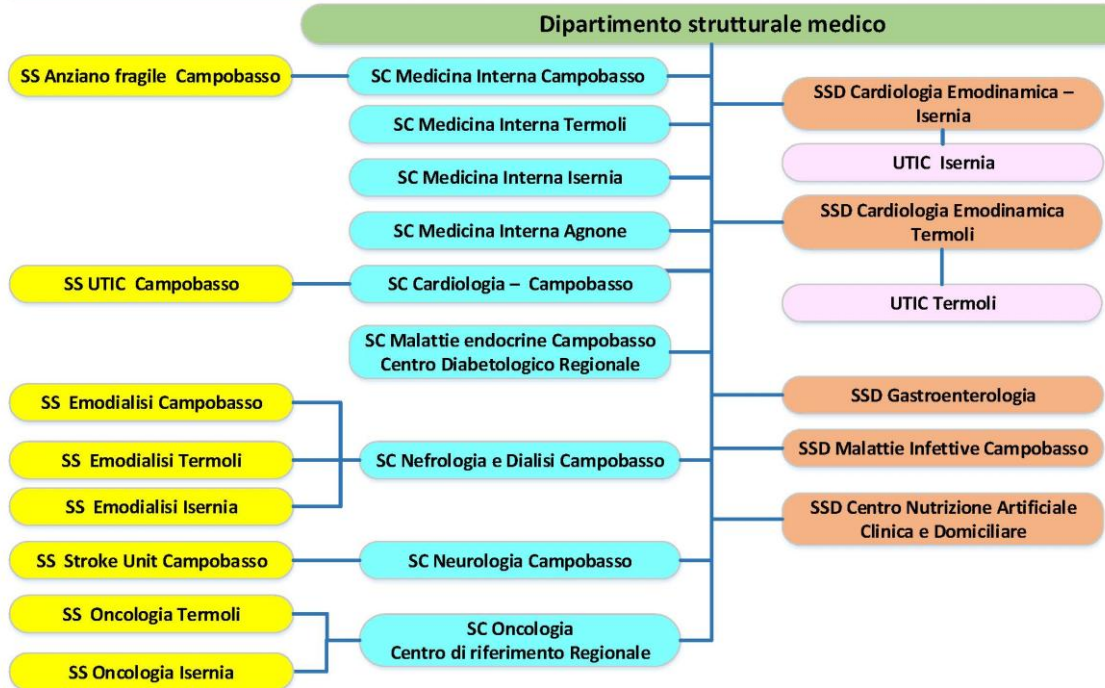 Dipartimento strutturale medico
SS Anziano fragile Campobasso
SC Medicina Interna Campobasso
SSD Cardiologia Emodinamica –
Isernia
SC Medicina Interna Termoli
UTIC Isernia
SC Medicina Interna Isernia
SSD Cardiologia Emodinamica
Termoli
SC Medicina Interna Agnone
SS UTIC Campobasso
SC Cardiologia – Campobasso
UTIC Termoli
SC Malattie endocrine Campobasso
Centro Diabetologico Regionale
SS Emodialisi Campobasso
SSD Gastroenterologia
SS Emodialisi Termoli
SC Nefrologia e Dialisi Campobasso
SSD Malattie Infettive Campobasso
SS Emodialisi Isernia
SSD Centro Nutrizione Artificiale
Clinica e Domiciliare
SS Stroke Unit Campobasso
SC Neurologia Campobasso
SS Oncologia Termoli
SC Oncologia
Centro di riferimento Regionale
SS Oncologia Isernia